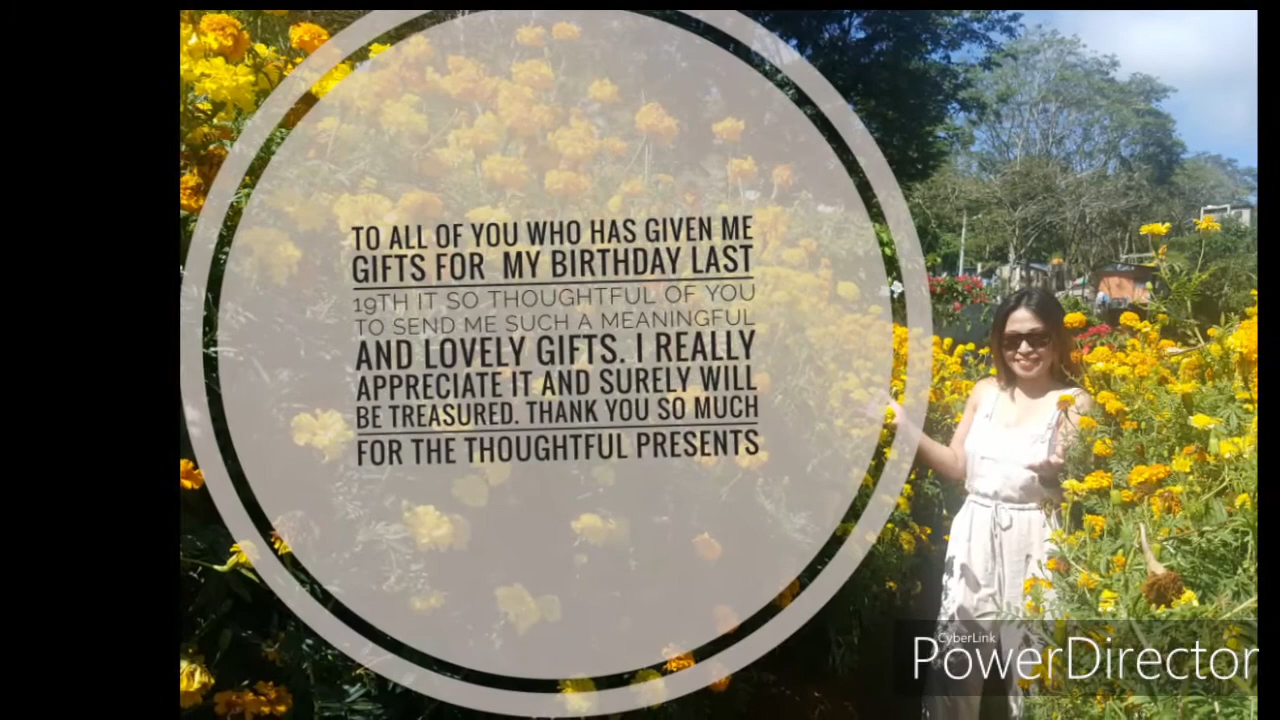 TO ALL OF YOU WHO HAS GIVEN ME
GIFTS FOR MY BIRTHDAY LAST
19TH IT SO THOUGHTFUL OF YOU
TO SEND ME SUCH A MEANINGFUL
AND LOVELY GIFTS. I REALLY
APPRECIATE IT AND SURELY WILL
BE TREASURED. THANK YOU SO MUCH
FOR THE THOUGHTFUL PRESENTS
CyberLink
PowerDirector